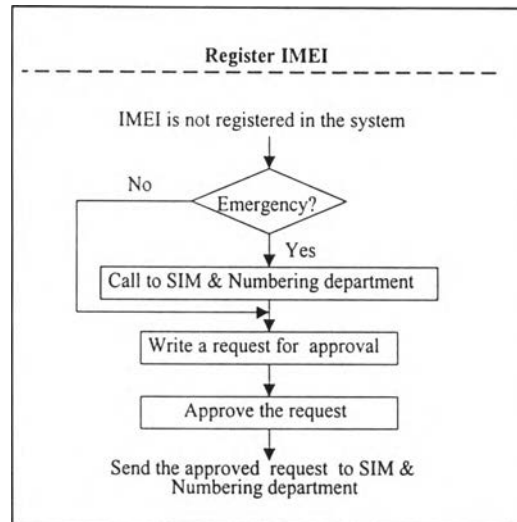 Register IMEI
IMEI is not registered in the system
No
Emergency?
Yes
Call to SIM & Numbering department
Write a request for approval
Approve the request
Send the approved request to SIM &
Numbering department